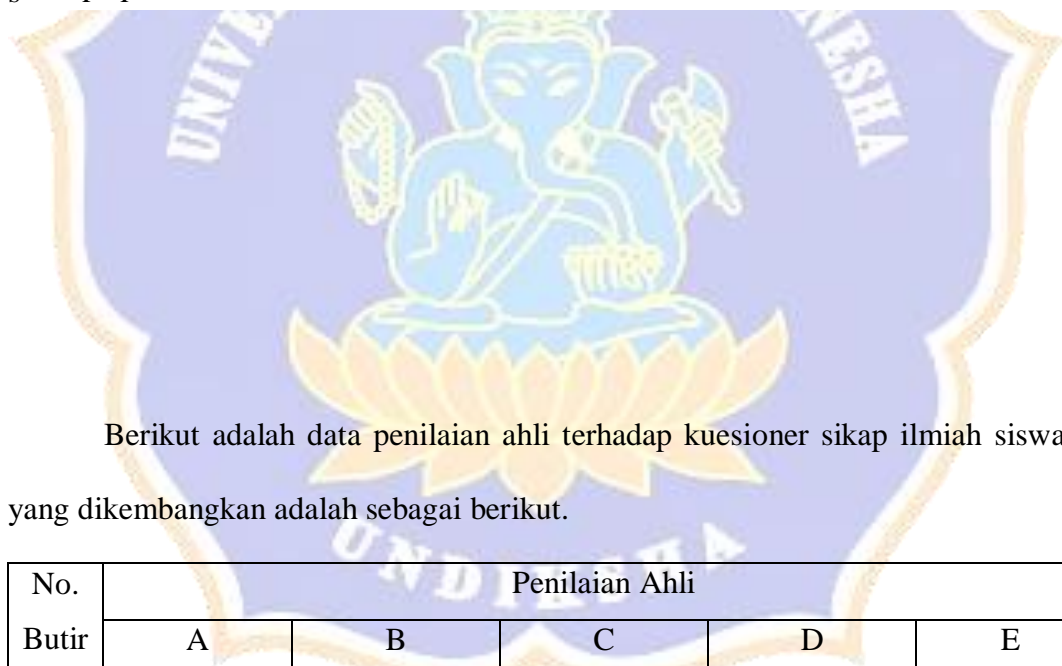 Berikut adalah data penilaian ahli terhadap kuesioner sikap ilmiah siswa
yang dikembangkan adalah sebagai berikut.
UNDIKSHA
No. Penilaian Ahli
Butir A B C D E